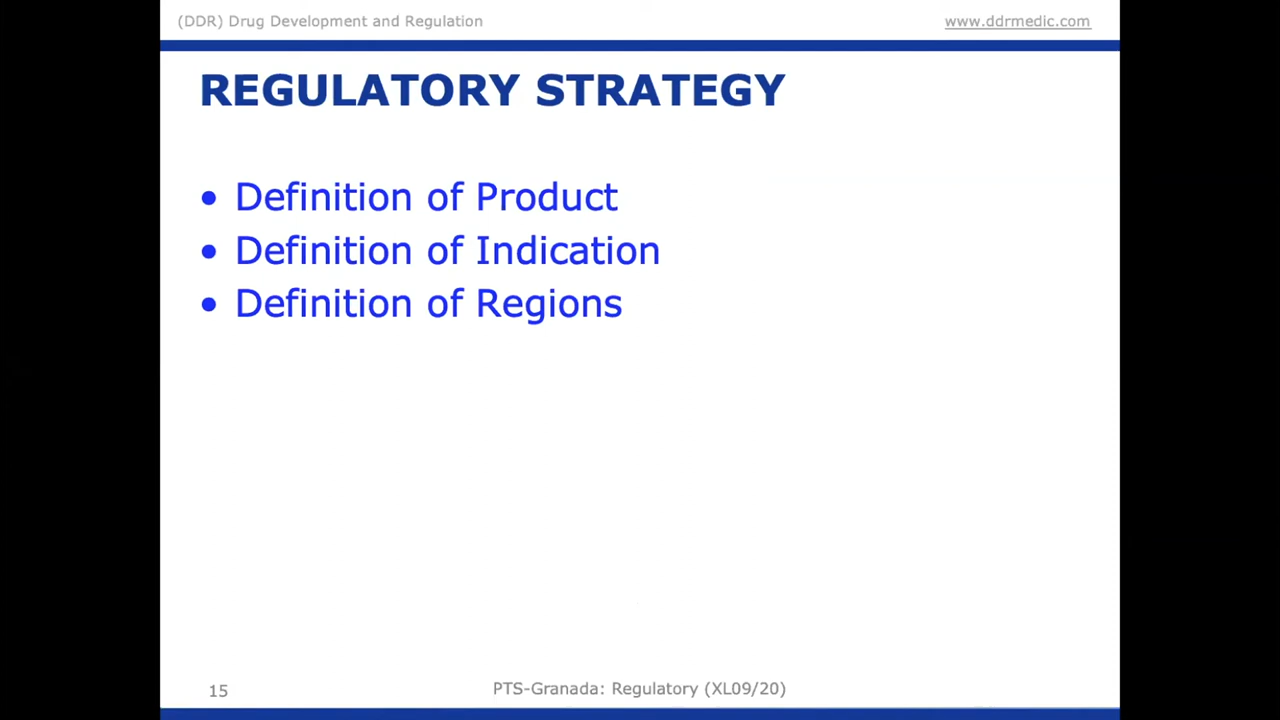 (DDR) Drug Development and Regulation
www.ddrmedic.com
REGULATORY STRATEGY
• Definition of Product
• Definition of Indication
• Definition of Regions
15
PTS-Granada: Regulatory (XL09/20)